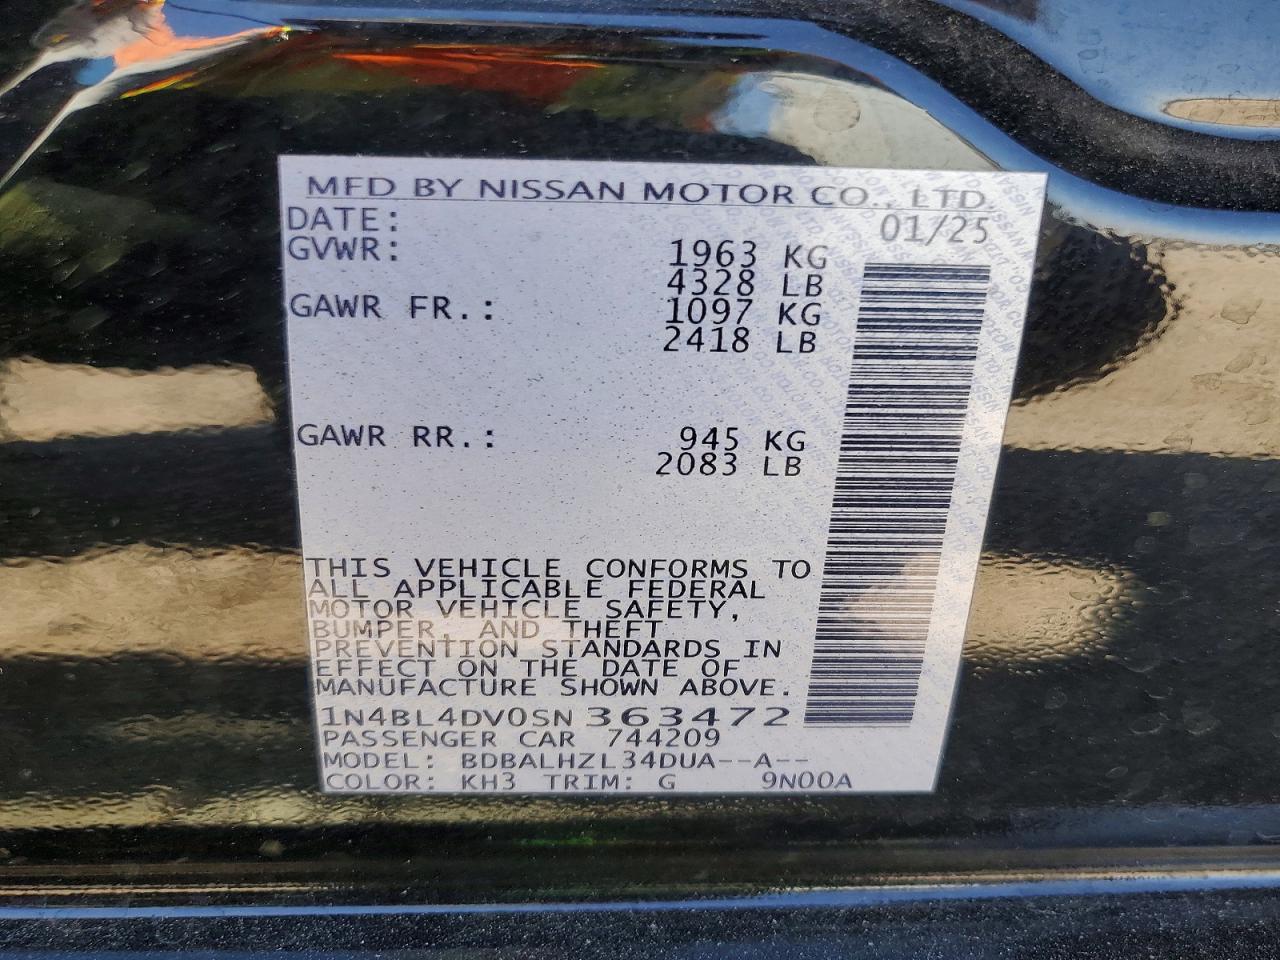 MFD BY NISSAN MOTOR CO., LTD.
DATE: 01/25
GVWR: 1963 KG
4328 LB
GAWR FR.: 1097 KG
2418 LB
GAWR RR.: 945 KG
2083 LB
THIS VEHICLE CONFORMS TO
ALL APPLICABLE FEDERAL
MOTOR VEHICLE SAFETY,
BUMPER, AND THEFT
PREVENTION STANDARDS IN
EFFECT ON THE DATE OF
MANUFACTURE SHOWN ABOVE.
1N4BL4DV0SN363472
PASSENGER CAR 744209
MODEL: BDBALHZL34DUA--A--
COLOR: KH3 TRIM: G 9N00A